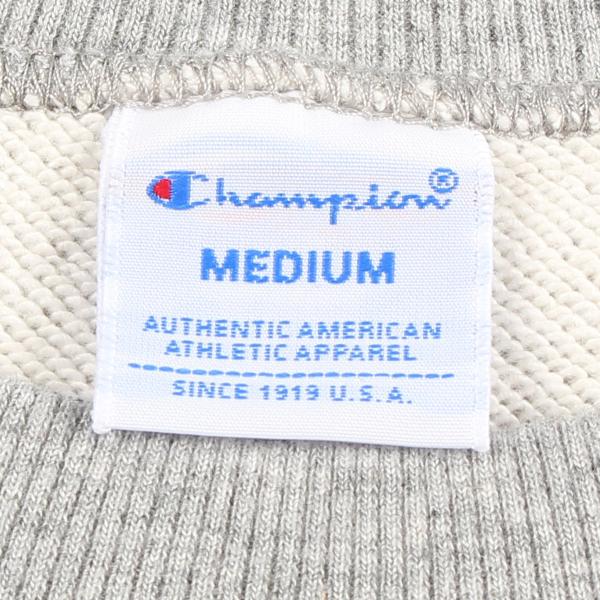 Champion®
MEDIUM
AUTHENTIC AMERICAN
ATHLETIC APPAREL
SINCE 1919 U.S.A.